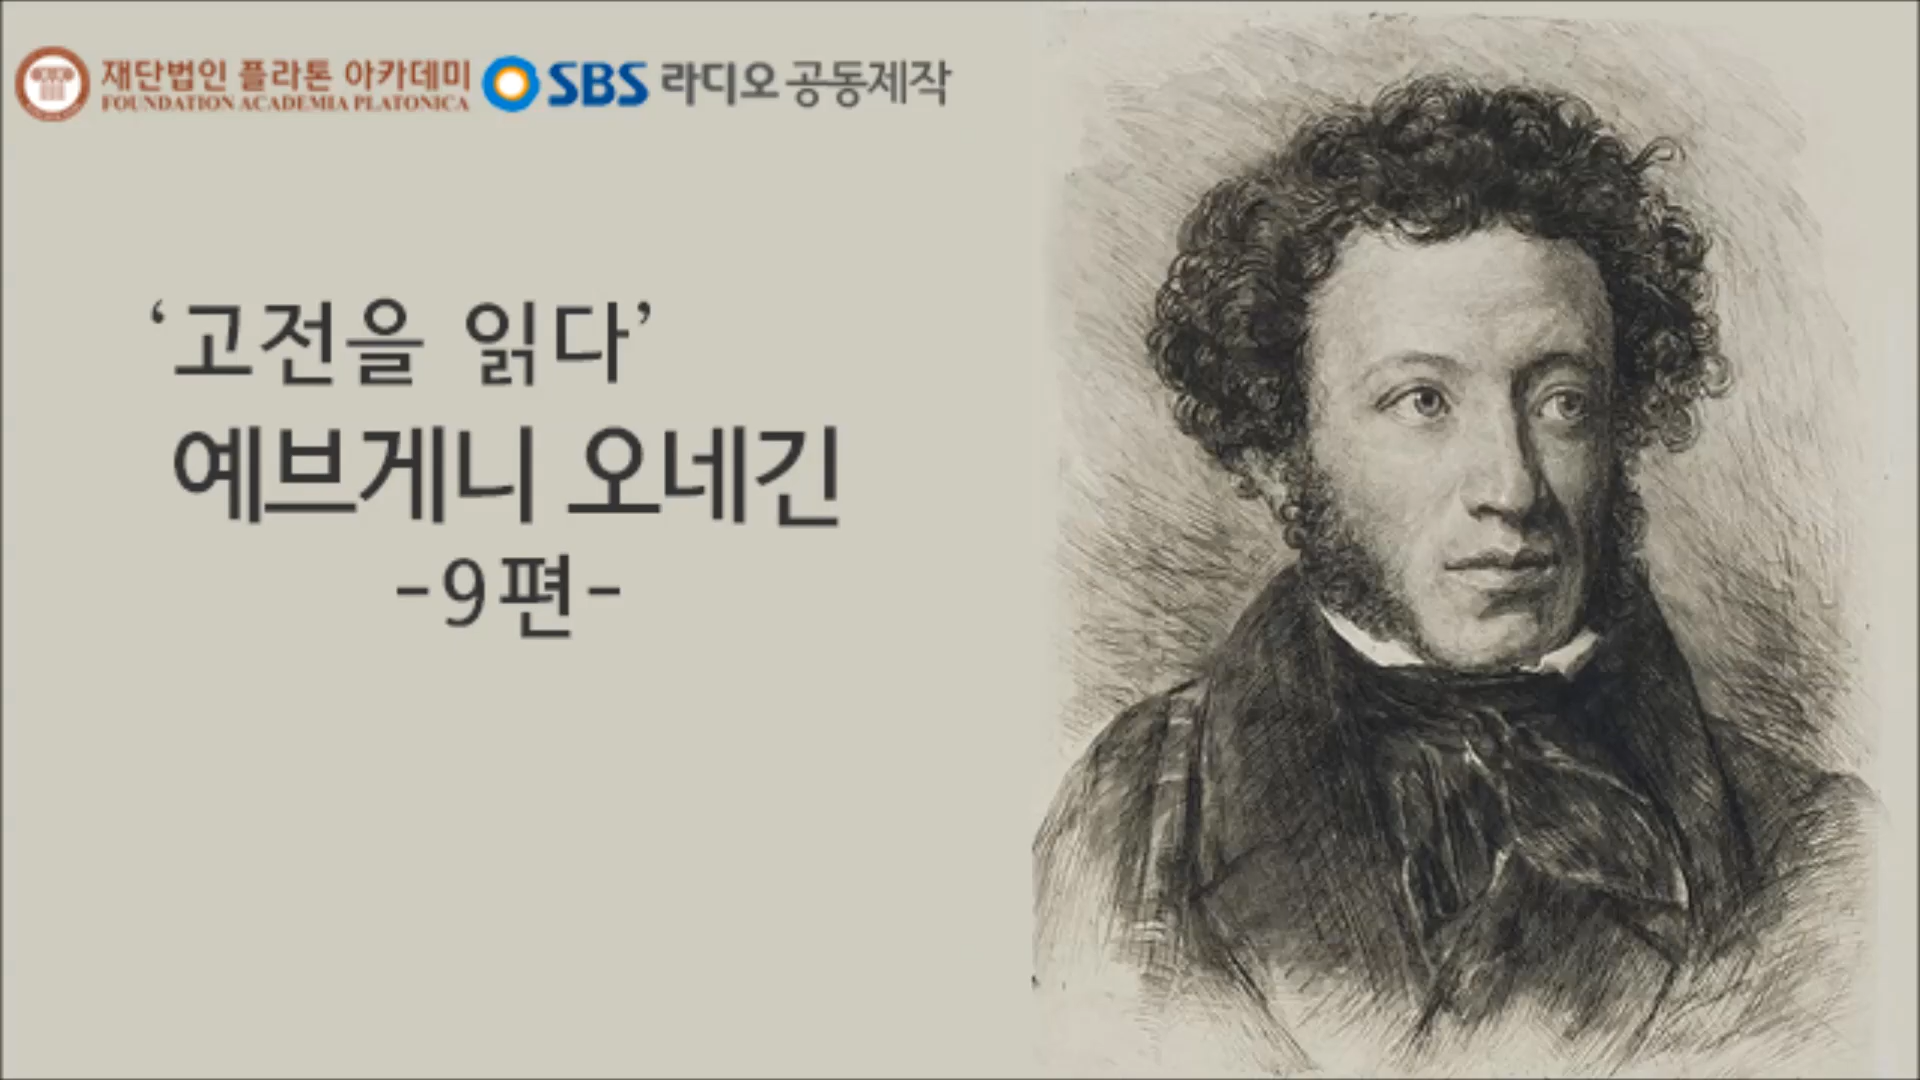 재단법인 플라톤 아카데미
FOUNDATION ACADEMIA PLATONICA
SBS 라디오 공동제작
‘고전을 읽다’
예브게니 오네긴
-9편-